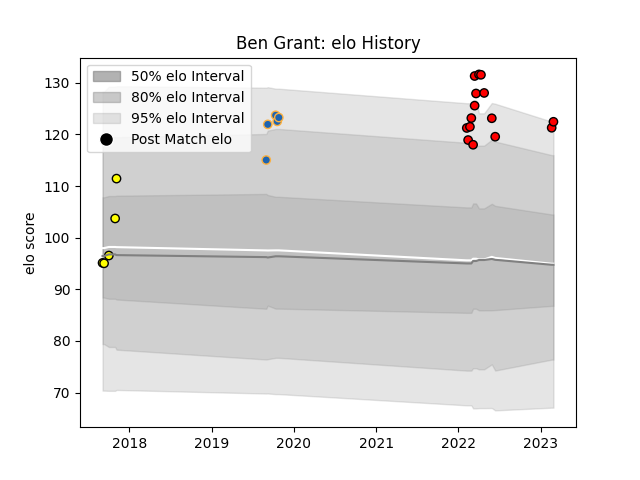 Ben Grant: elo History
50% elo Interval
80% elo Interval
95% elo Interval
Post Match elo
elo score
130
120
110
100
90
80
70
2018
2019
2020
2021
2022
2023